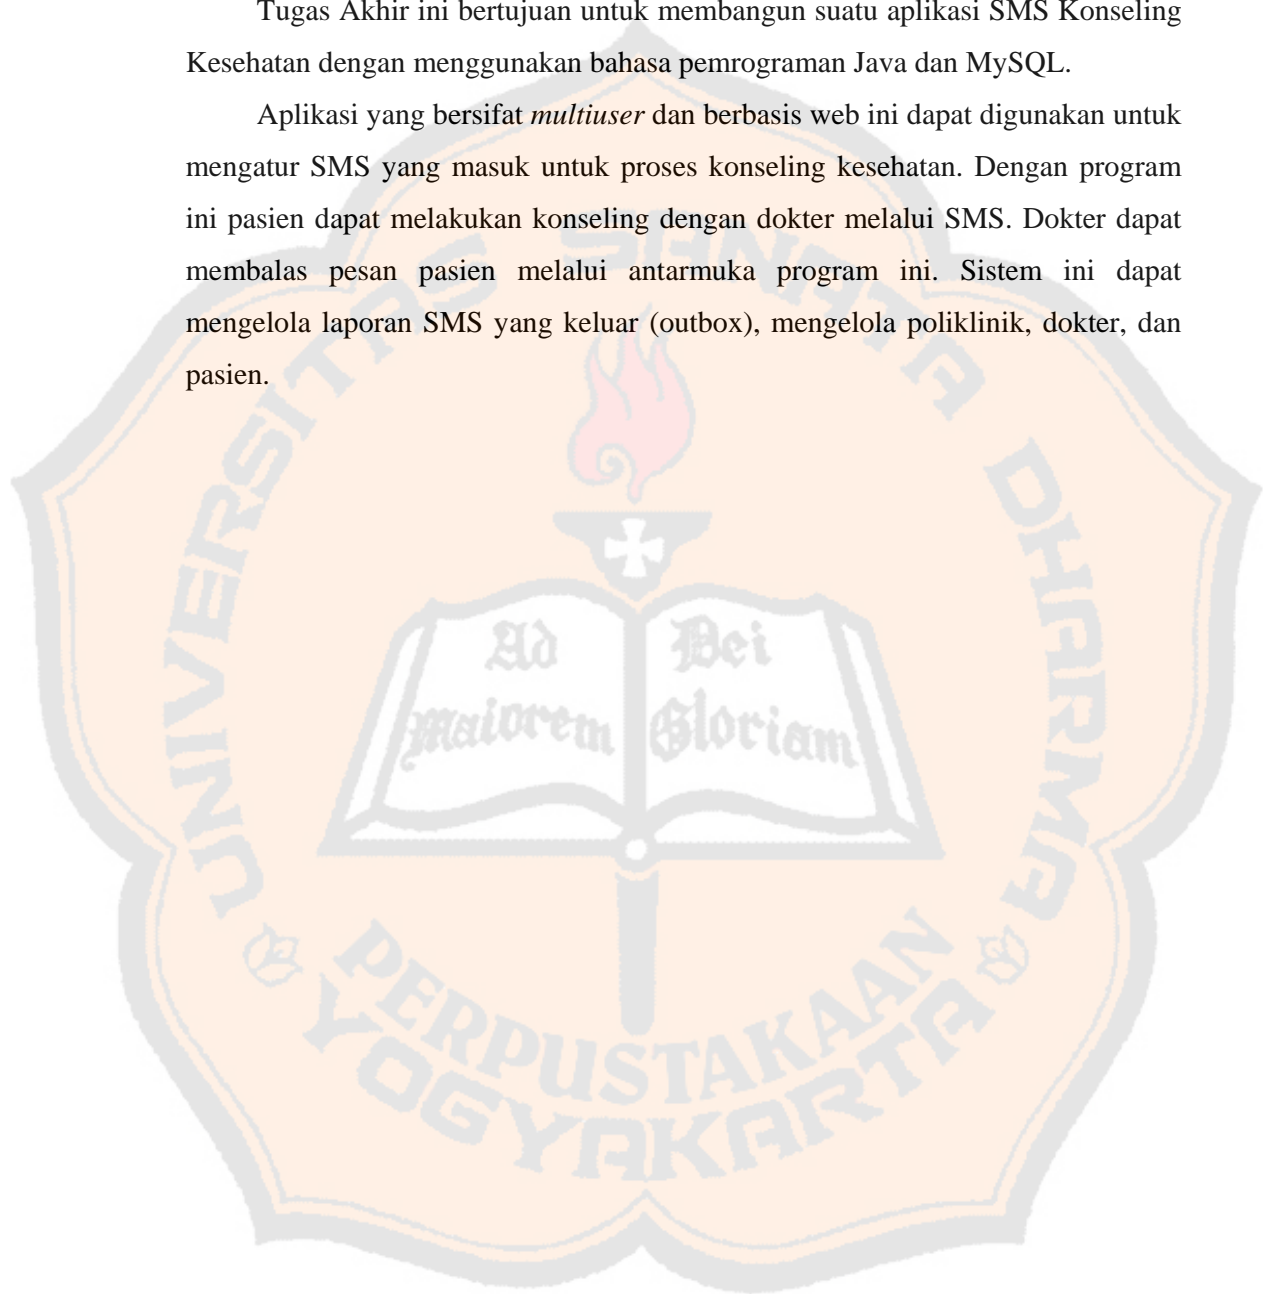 Tugas Akhir ini bertujuan untuk membangun suatu aplikasi SMS Konseling
Kesehatan dengan menggunakan bahasa pemrograman Java dan MySQL.
Aplikasi yang bersifat multiuser dan berbasis web ini dapat digunakan untuk
mengatur SMS yang masuk untuk proses konseling kesehatan. Dengan program
ini pasien dapat melakukan konseling dengan dokter melalui SMS. Dokter dapat
membalas pesan pasien melalui antarmuka program ini. Sistem ini dapat
mengelola laporan SMS yang keluar (outbox), mengelola poliklinik, dokter, dan
pasien.
UNIVERSITAS SANATA DHARMA
Ad Dei
Maiorem Gloriam
PERPUSTAKAAN
YOGYAKARTA